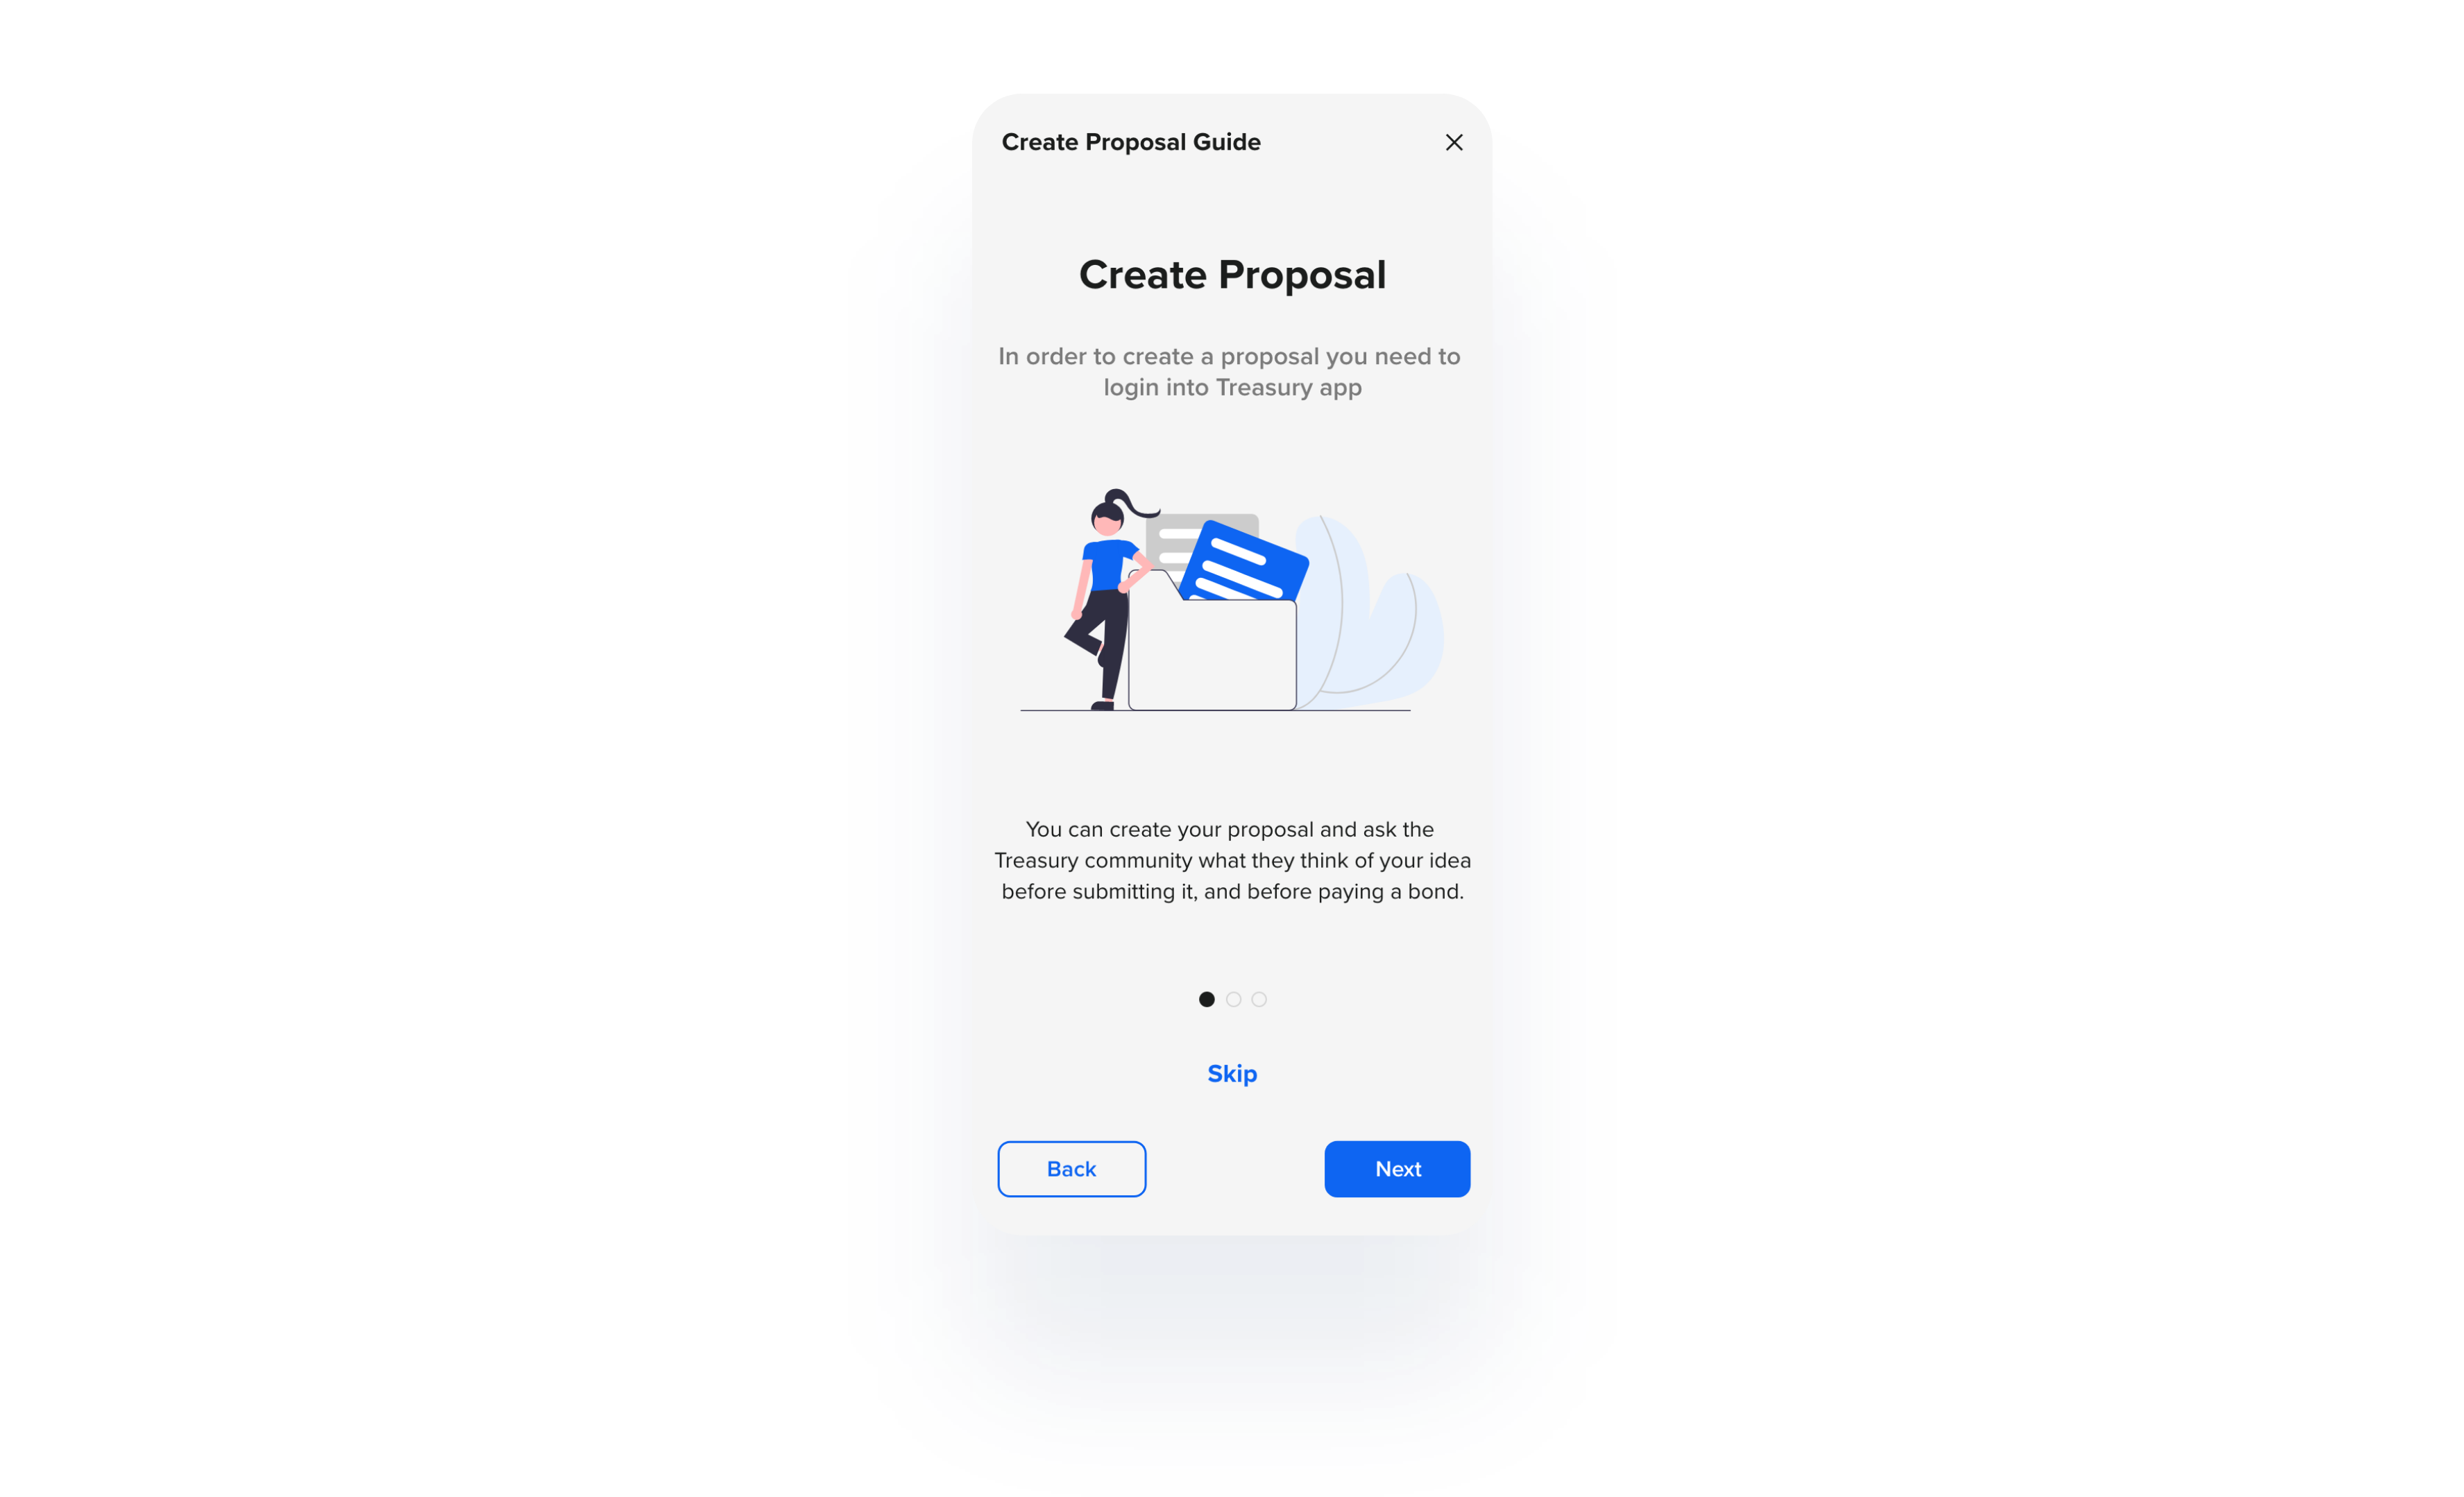 Create Proposal Guide
Create Proposal
In order to create a proposal you need to
login into Treasury app
You can create your proposal and ask the
Treasury community what they think of your idea
before submitting it, and before paying a bond.
Skip
Back
Next